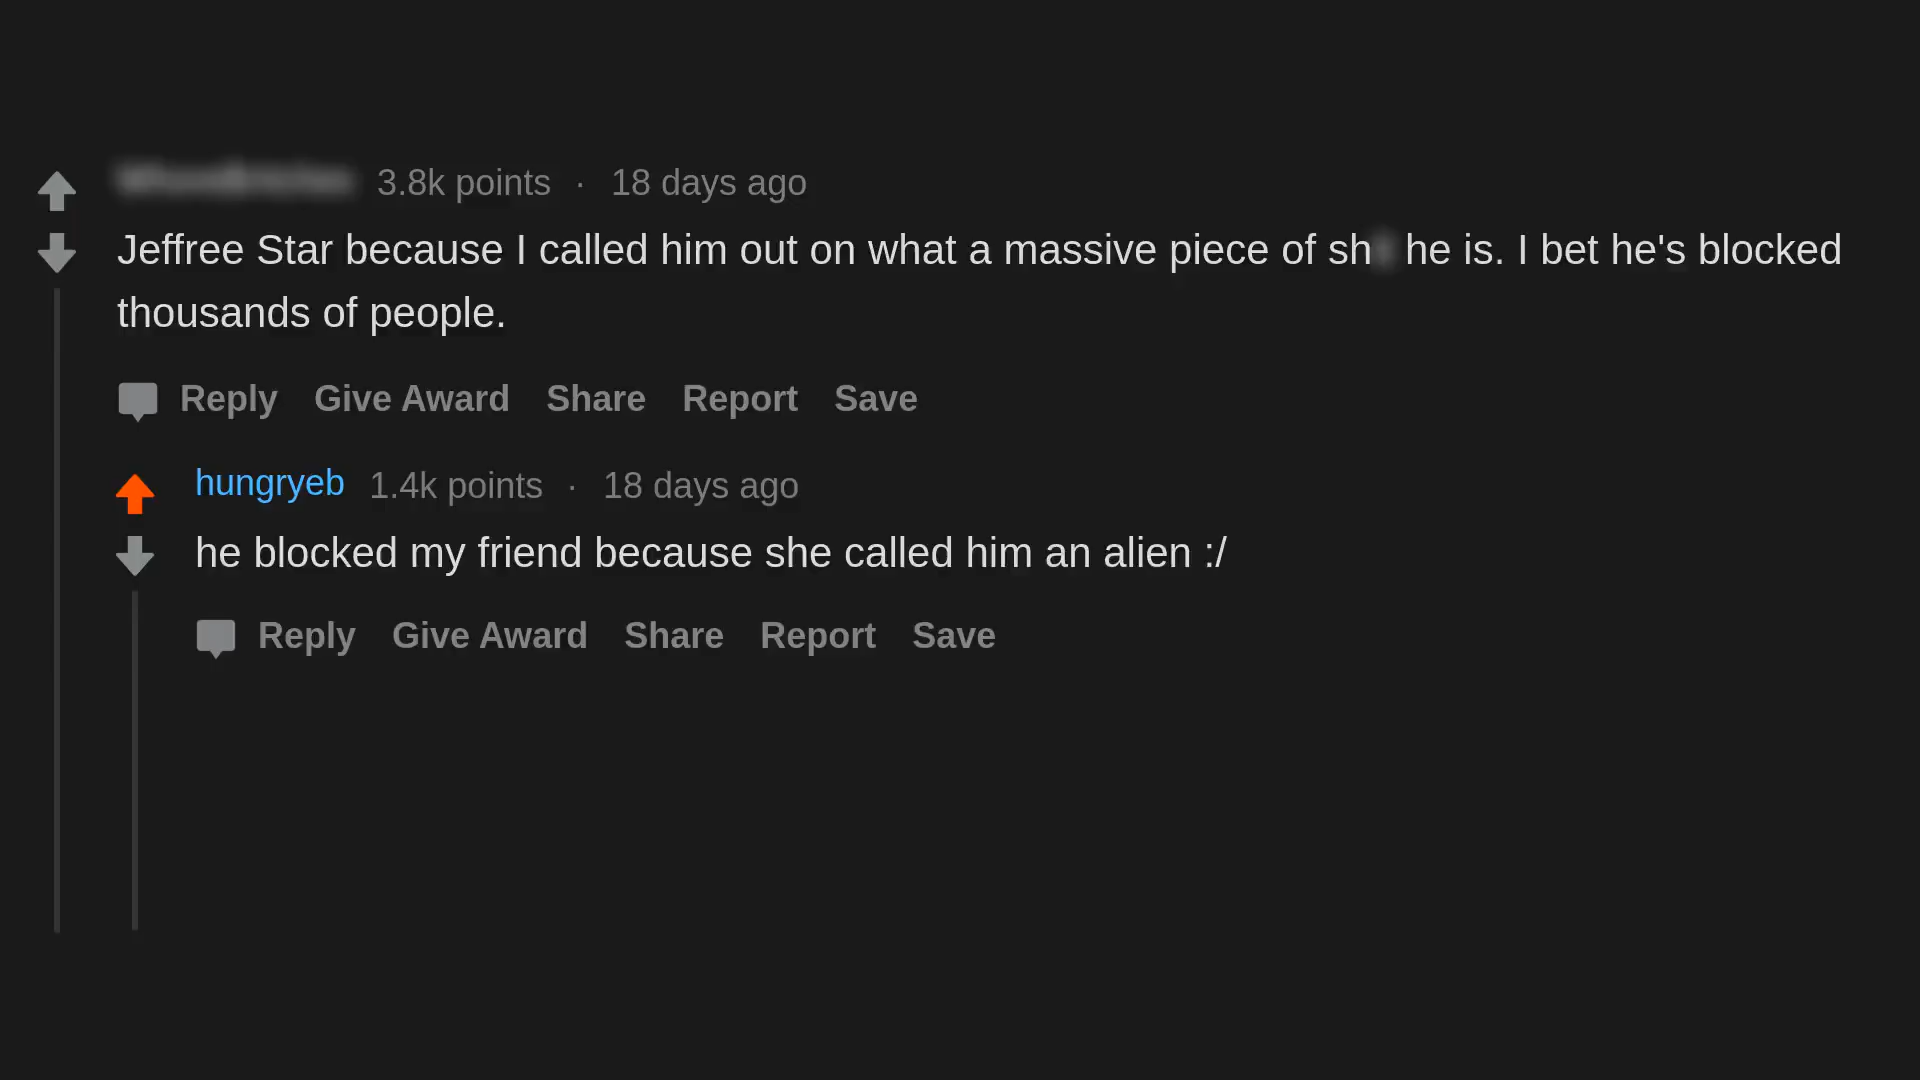 3.8k points · 18 days ago
Jeffree Star because I called him out on what a massive piece of sh he is. I bet he's blocked
thousands of people.
Reply Give Award Share Report Save
hungryeb 1.4k points · 18 days ago
he blocked my friend because she called him an alien :/
Reply Give Award Share Report Save